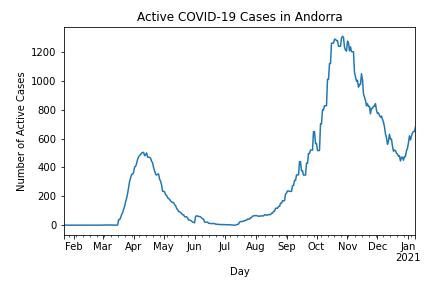 Active COVID-19 Cases in Andorra
Number of Active Cases
1200
1000
800
600
400
200
0
Feb Mar Apr May Jun Jul Aug Sep Oct Nov Dec Jan
2021
Day